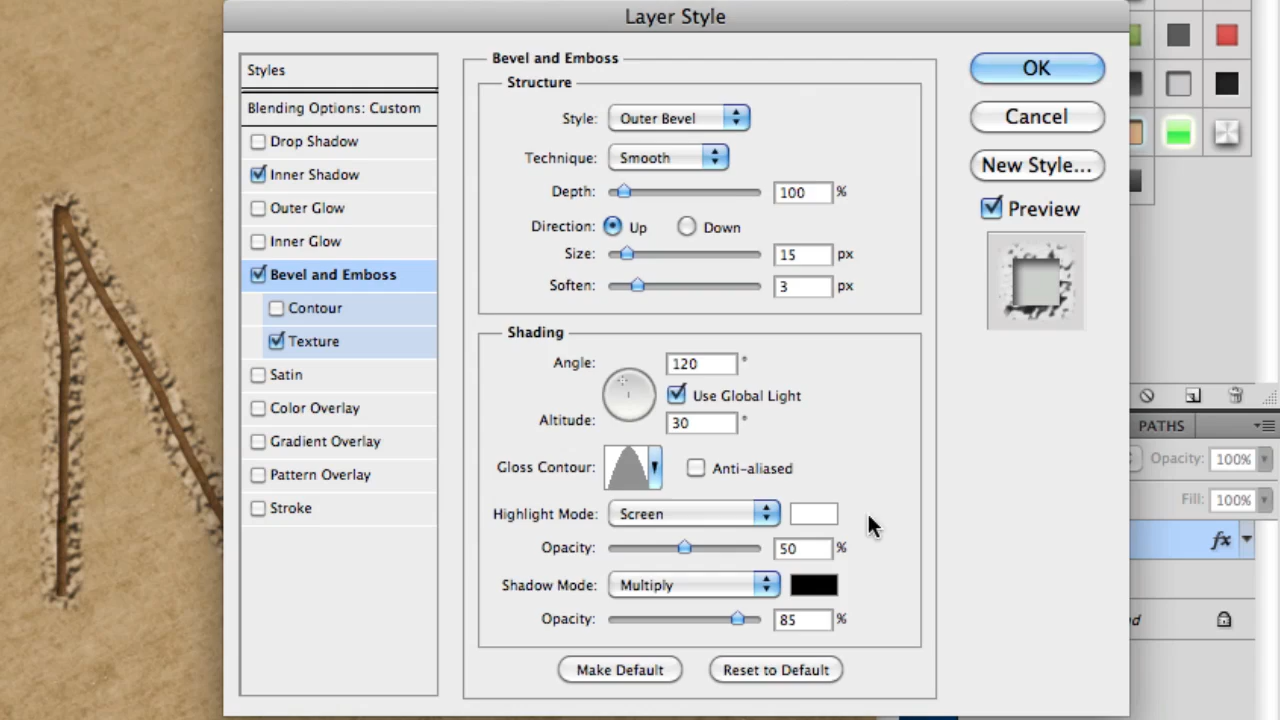 Layer Style
Styles
Blending Options: Custom
Drop Shadow
Inner Shadow
Outer Glow
Inner Glow
Bevel and Emboss
Contour
Texture
Satin
Color Overlay
Gradient Overlay
Pattern Overlay
Stroke
Bevel and Emboss
Structure
Style: Outer Bevel
Technique: Smooth
Depth: 100 %
Direction: Up Down
Size: 15 px
Soften: 3 px
Shading
Angle: 120 °
Use Global Light
Altitude: 30 °
Gloss Contour: Anti-aliased
Highlight Mode: Screen
Opacity: 50 %
Shadow Mode: Multiply
Opacity: 85 %
Make Default Reset to Default
OK
Cancel
New Style...
Preview
PATHS
Opacity: 100%
Fill: 100%
fx